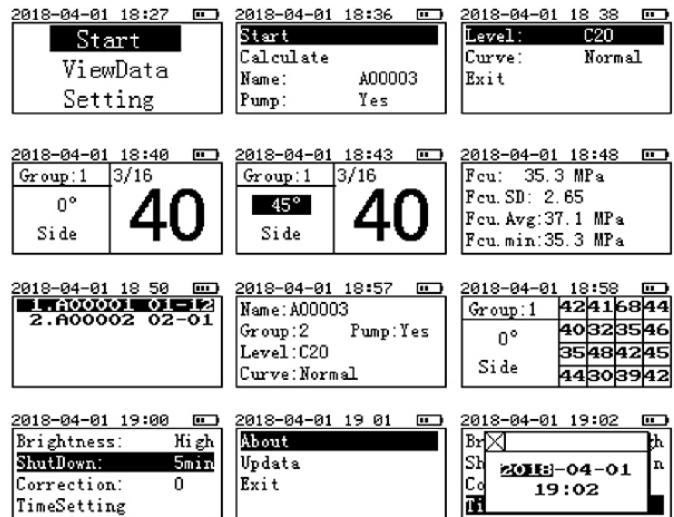 2018-04-01 18:27
Start
ViewData
Setting
2018-04-01 18:36
Start
Calculate
Name: A00003
Pump: Yes
2018-04-01 18 38
Level: C20
Curve: Normal
Exit
2018-04-01 18:40
Group:1 3/16
0°
Side
40
2018-04-01 18:43
Group:1 3/16
45°
Side
40
2018-04-01 18:48
Fcu: 35.3 MPa
Fcu.SD: 2.65
Fcu.Avg:37.1 MPa
Fcu.min:35.3 MPa
2018-04-01 18 50
1.A00001 01-12
2.A00002 02-01
2018-04-01 18:57
Name:A00003
Group:2 Pump:Yes
Level:C20
Curve:Normal
2018-04-01 18:58
Group:1
0°
Side
42 41 68 44
40 32 35 46
35 48 42 45
44 30 39 42
2018-04-01 19:00
Brightness: High
ShutDown: 5min
Correction: 0
TimeSetting
2018-04-01 19 01
About
Updata
Exit
2018-04-01 19:02
Br h
Sh n
Co
Ti
2018-04-01
19:02